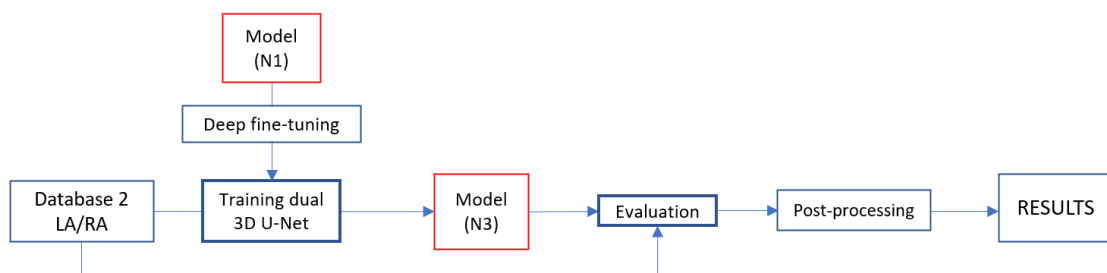 Model
(N1)
Deep fine-tuning
Database 2
LA/RA
Training dual
3D U-Net
Model
(N3)
Evaluation
Post-processing
RESULTS